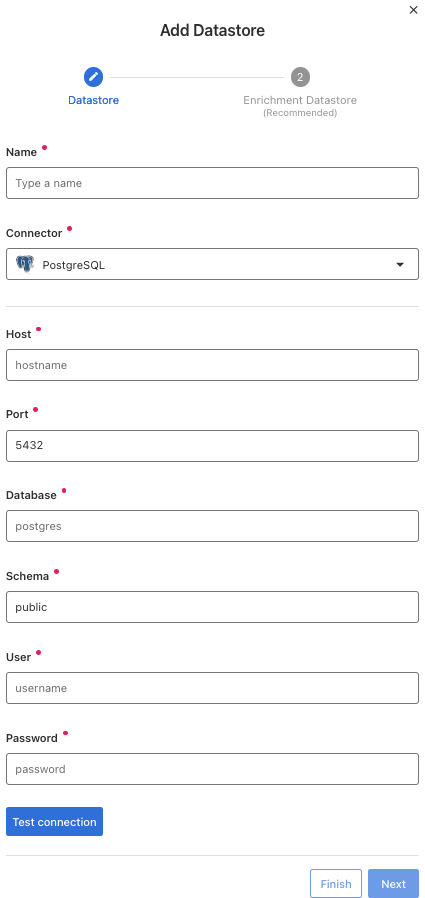 Add Datastore
2
Datastore
Enrichment Datastore
(Recommended)
Name
Type a name
Connector
PostgreSQL
Host
hostname
Port
5432
Database
postgres
Schema
public
User
username
Password
password
Test connection
Finish
Next